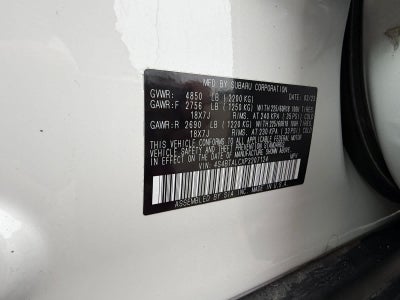 MFD BY SUBARU CORPORATION
DATE: 03/23
GVWR: 4850 LB (2200 KG)
GAWR:F 2756 LB (1250 KG) WITH 225/60R18 100H TIRES,
18X7J RIMS, AT 240 KPA (35 PSI) COLD
GAWR:R 2690 LB (1220 KG) WITH 225/60R18 100H TIRES,
18X7J RIMS, AT 230 KPA (33 PSI) COLD
THIS VEHICLE CONFORMS TO ALL APPLICABLE FEDERAL MOTOR
VEHICLE SAFETY, BUMPER, AND THEFT PREVENTION STANDARDS
IN EFFECT ON THE DATE OF MANUFACTURE SHOWN ABOVE.
VIN: MPV
ASSEMBLED BY S.I.A. INC. MADE IN U.S.A.